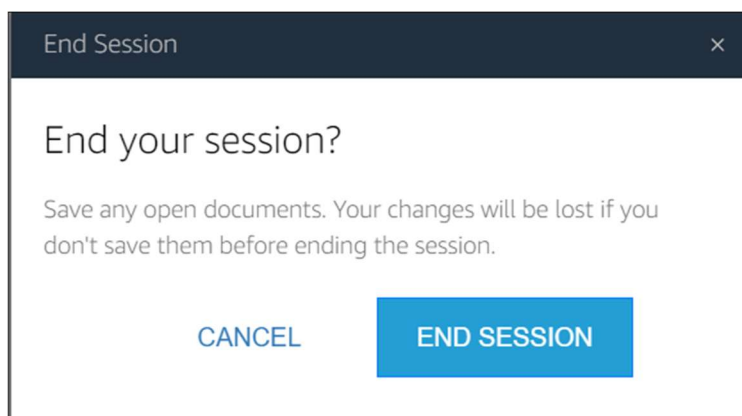 End Session
×
End your session?
Save any open documents. Your changes will be lost if you
don't save them before ending the session.
CANCEL
END SESSION